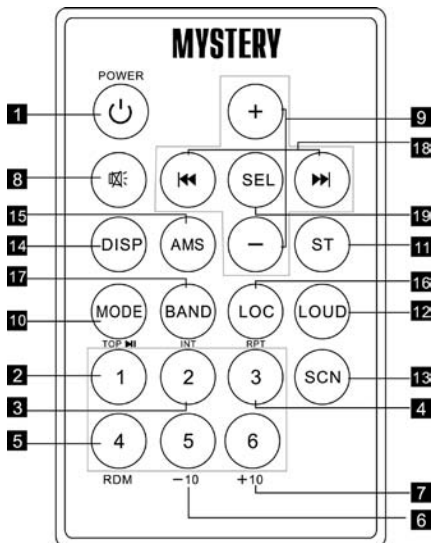 MYSTERY
POWER
1
+
9
18
8
SEL
15
19
14
DISP
AMS
−
ST
11
17
16
10
MODE
BAND
LOC
LOUD
12
TOP
INT
RPT
2
1
2
3
SCN
13
3
4
5
4
5
6
RDM
−10
+10
7
6